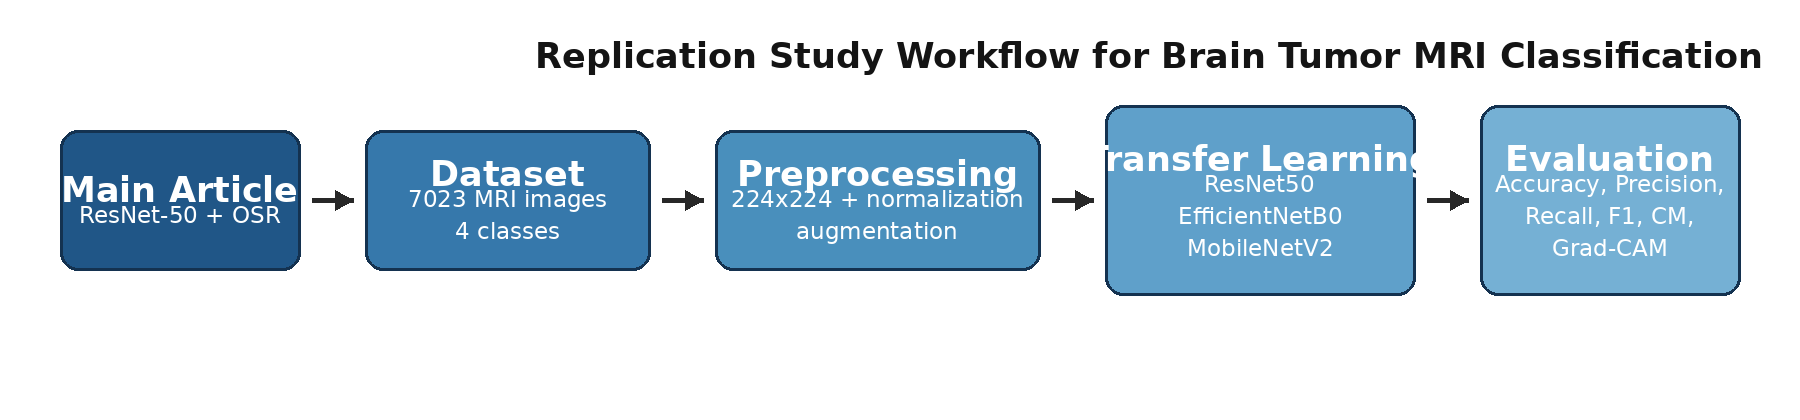 Replication Study Workflow for Brain Tumor MRI Classification
Main Article
ResNet-50 + OSR
Dataset
7023 MRI images
4 classes
Preprocessing
224x224 + normalization
augmentation
Transfer Learning
ResNet50
EfficientNetB0
MobileNetV2
Evaluation
Accuracy, Precision,
Recall, F1, CM,
Grad-CAM